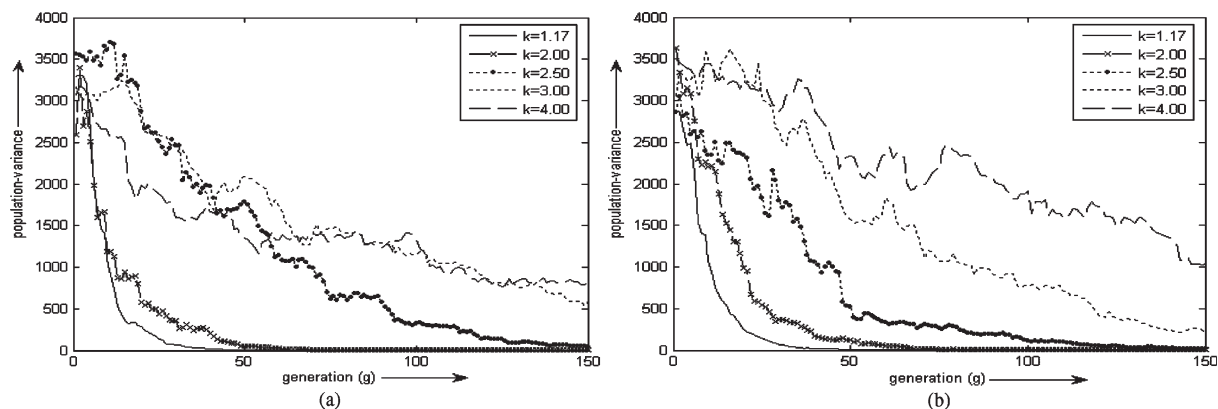 4000
3500
3000
2500
2000
1500
1000
500
0
population-variance
k=1.17
k=2.00
k=2.50
k=3.00
k=4.00
0 50 100 150
generation (g)
(a)
4000
3500
3000
2500
2000
1500
1000
500
0
population-variance
k=1.17
k=2.00
k=2.50
k=3.00
k=4.00
0 50 100 150
generation (g)
(b)